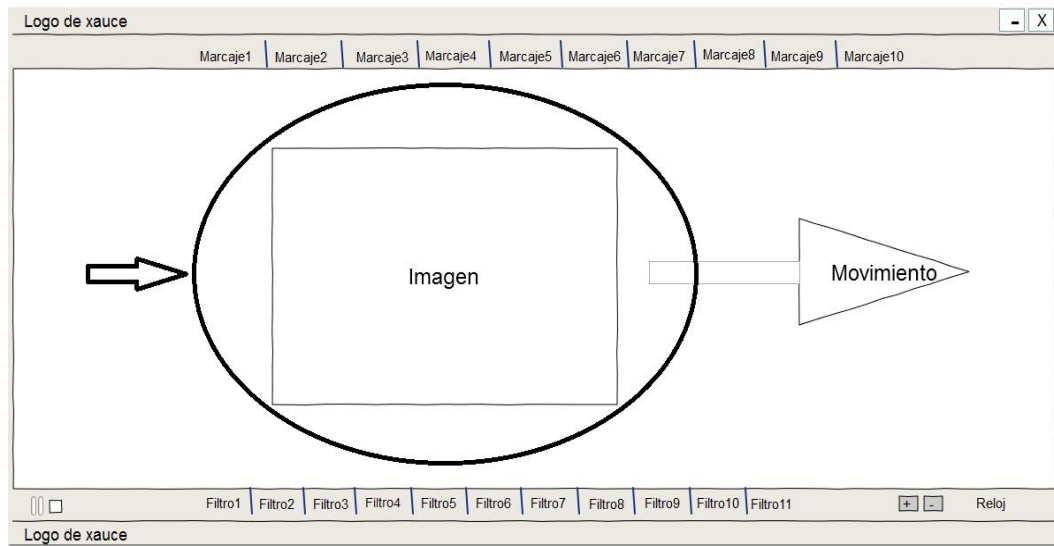 Logo de xauce - X
Marcaje1 Marcaje2 Marcaje3 Marcaje4 Marcaje5 Marcaje6 Marcaje7 Marcaje8 Marcaje9 Marcaje10
Imagen Movimiento
Filtro1 Filtro2 Filtro3 Filtro4 Filtro5 Filtro6 Filtro7 Filtro8 Filtro9 Filtro10 Filtro11 + - Reloj
Logo de xauce